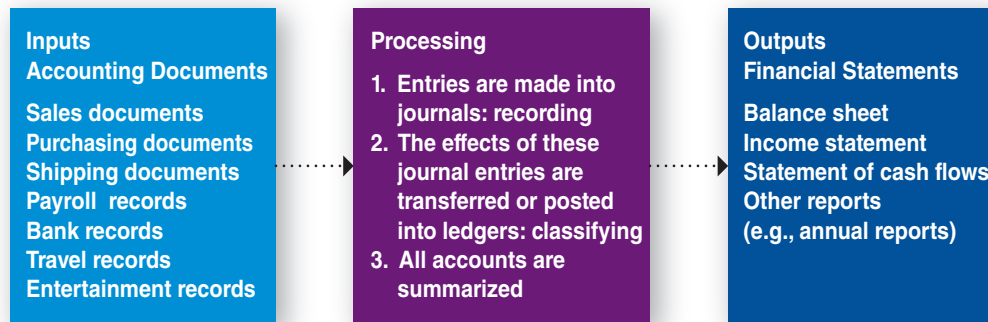 Inputs
Accounting Documents
Sales documents
Purchasing documents
Shipping documents
Payroll records
Bank records
Travel records
Entertainment records
Processing
1. Entries are made into
journals: recording
2. The effects of these
journal entries are
transferred or posted
into ledgers: classifying
3. All accounts are
summarized
Outputs
Financial Statements
Balance sheet
Income statement
Statement of cash flows
Other reports
(e.g., annual reports)